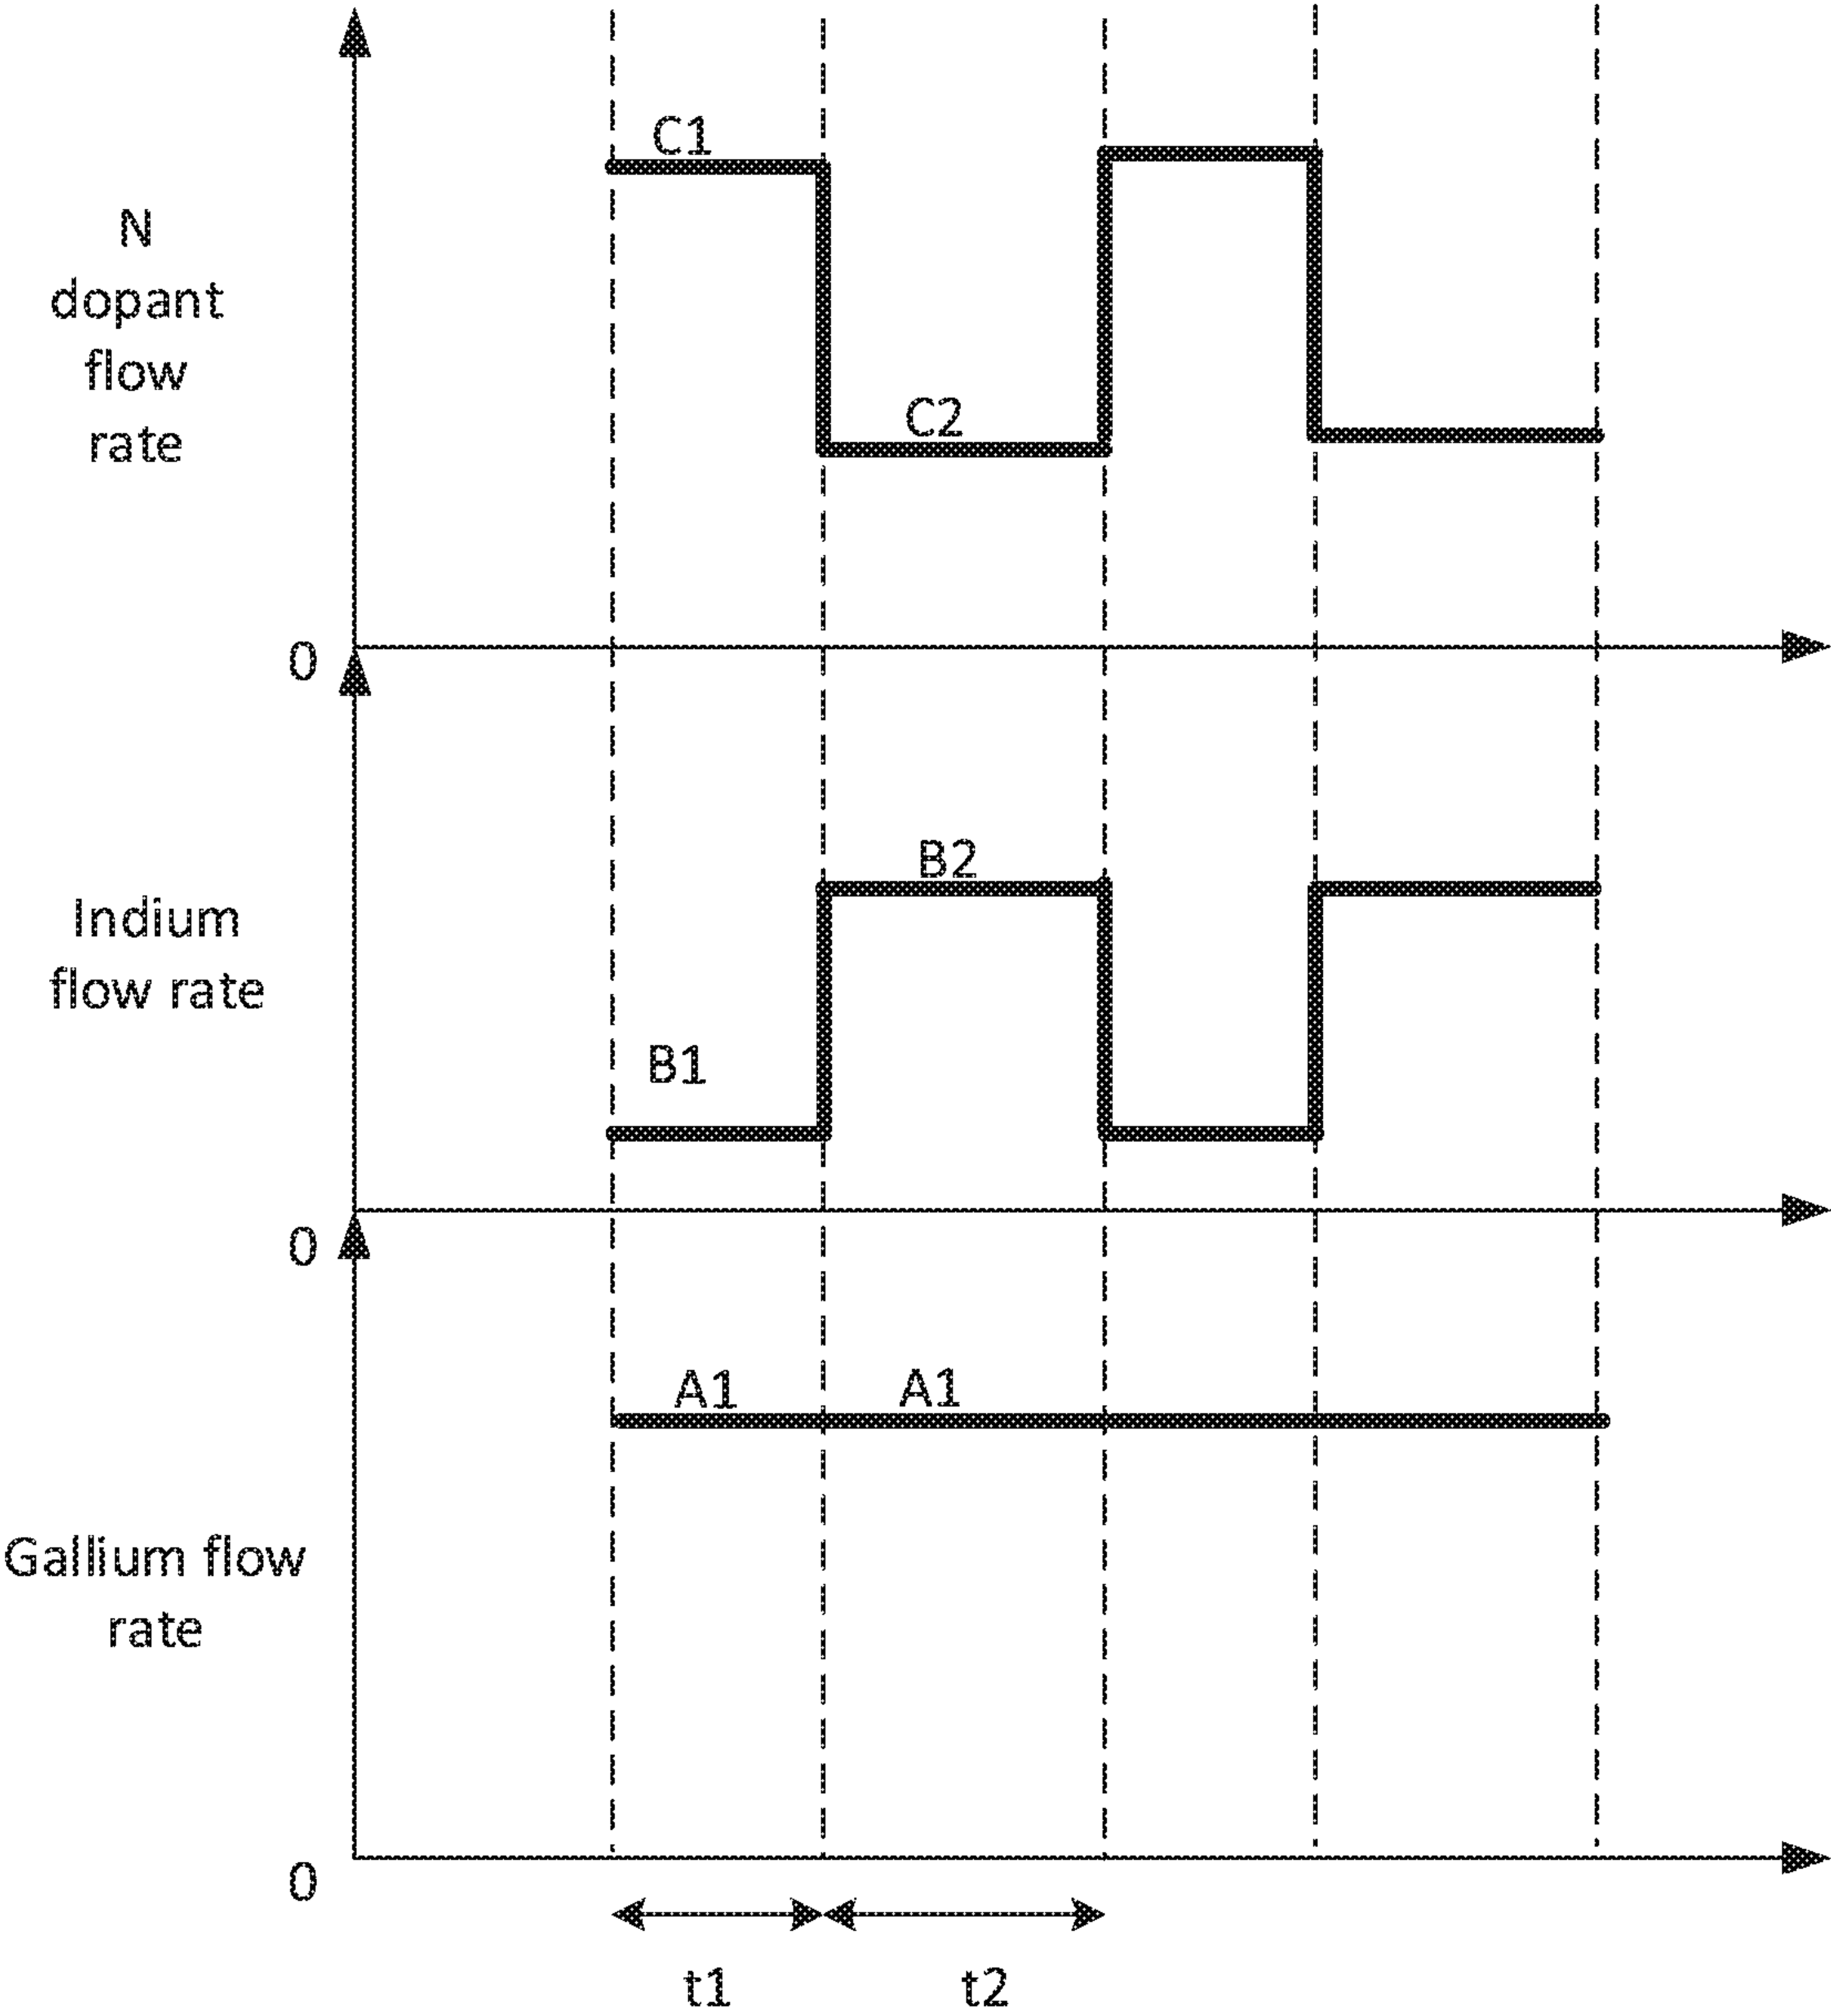 C1
N
dopant
flow
rate
C2
0
B2
Indium
flow rate
B1
0
A1 A1
Gallium flow
rate
0
t1 t2